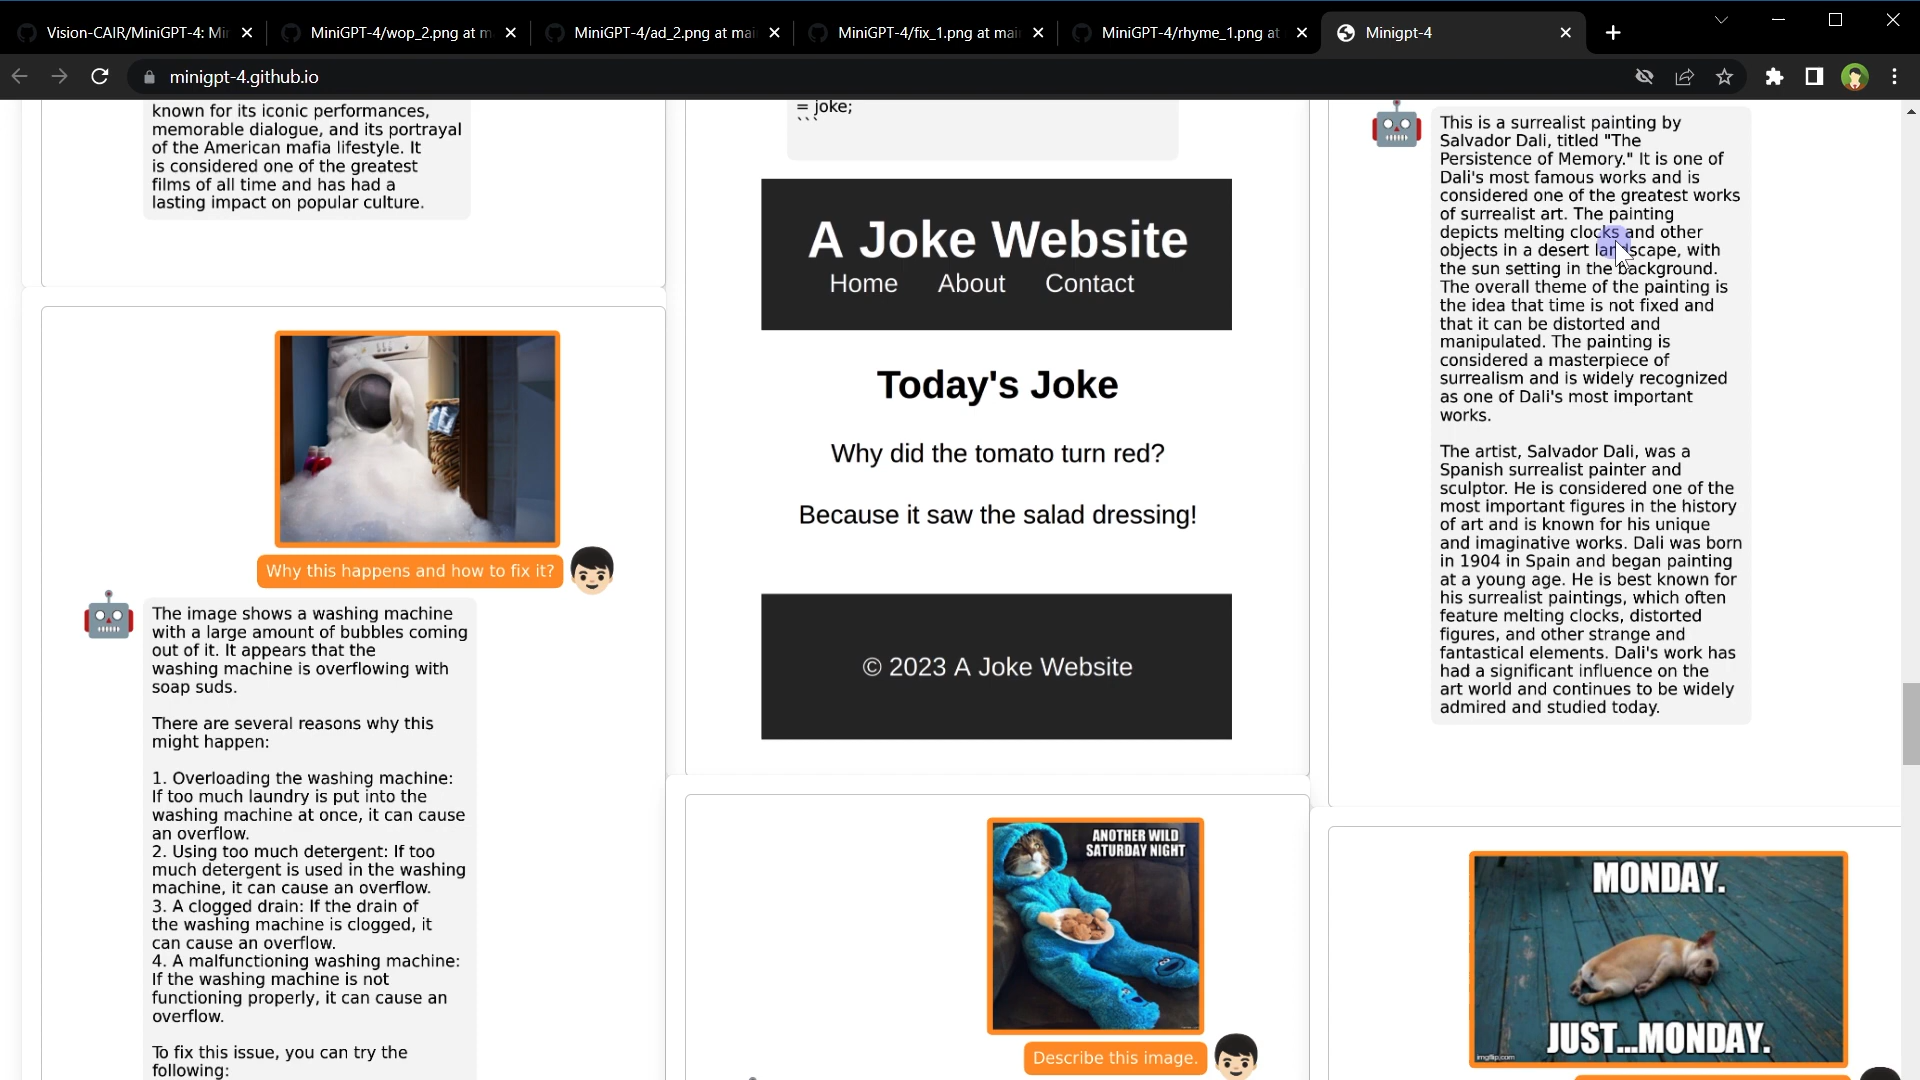 Vision-CAIR/MiniGPT-4: Mi
MiniGPT-4/wop_2.png at m
MiniGPT-4/ad_2.png at mai
MiniGPT-4/fix_1.png at mai
MiniGPT-4/rhyme_1.png at
Minigpt-4
minigpt-4.github.io
known for its iconic performances,
memorable dialogue, and its portrayal
of the American mafia lifestyle. It
is considered one of the greatest
films of all time and has had a
lasting impact on popular culture.
Why this happens and how to fix it?
The image shows a washing machine
with a large amount of bubbles coming
out of it. It appears that the
washing machine is overflowing with
soap suds.
There are several reasons why this
might happen:
1. Overloading the washing machine:
If too much laundry is put into the
washing machine at once, it can cause
an overflow.
2. Using too much detergent: If too
much detergent is used in the washing
machine, it can cause an overflow.
3. A clogged drain: If the drain of
the washing machine is clogged, it
can cause an overflow.
4. A malfunctioning washing machine:
If the washing machine is not
functioning properly, it can cause an
overflow.
To fix this issue, you can try the
following:
= joke;
```
A Joke Website
Home About Contact
Today's Joke
Why did the tomato turn red?
Because it saw the salad dressing!
© 2023 A Joke Website
ANOTHER WILD
SATURDAY NIGHT
Describe this image.
This is a surrealist painting by
Salvador Dali, titled "The
Persistence of Memory." It is one of
Dali's most famous works and is
considered one of the greatest works
of surrealist art. The painting
depicts melting clocks and other
objects in a desert landscape, with
the sun setting in the background.
The overall theme of the painting is
the idea that time is not fixed and
that it can be distorted and
manipulated. The painting is
considered a masterpiece of
surrealism and is widely recognized
as one of Dali's most important
works.
The artist, Salvador Dali, was a
Spanish surrealist painter and
sculptor. He is considered one of the
most important figures in the history
of art and is known for his unique
and imaginative works. Dali was born
in 1904 in Spain and began painting
at a young age. He is best known for
his surrealist paintings, which often
feature melting clocks, distorted
figures, and other strange and
fantastical elements. Dali's work has
had a significant influence on the
art world and continues to be widely
admired and studied today.
MONDAY.
JUST...MONDAY.
imgflip.com